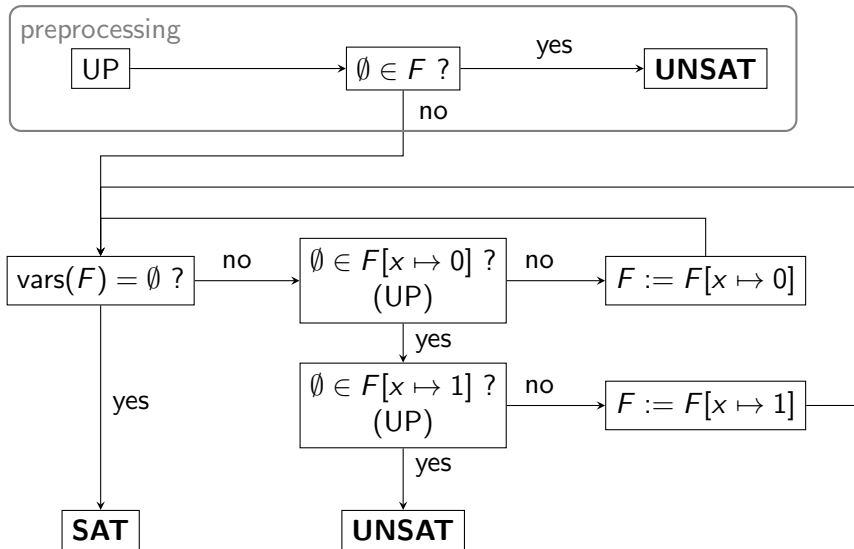 preprocessing
UP
∅ ∈ F ?
yes
UNSAT
no
vars(F) = ∅ ?
no
∅ ∈ F[x ↦ 0] ?
(UP)
no
F := F[x ↦ 0]
yes
yes
∅ ∈ F[x ↦ 1] ?
(UP)
no
F := F[x ↦ 1]
yes
SAT
UNSAT